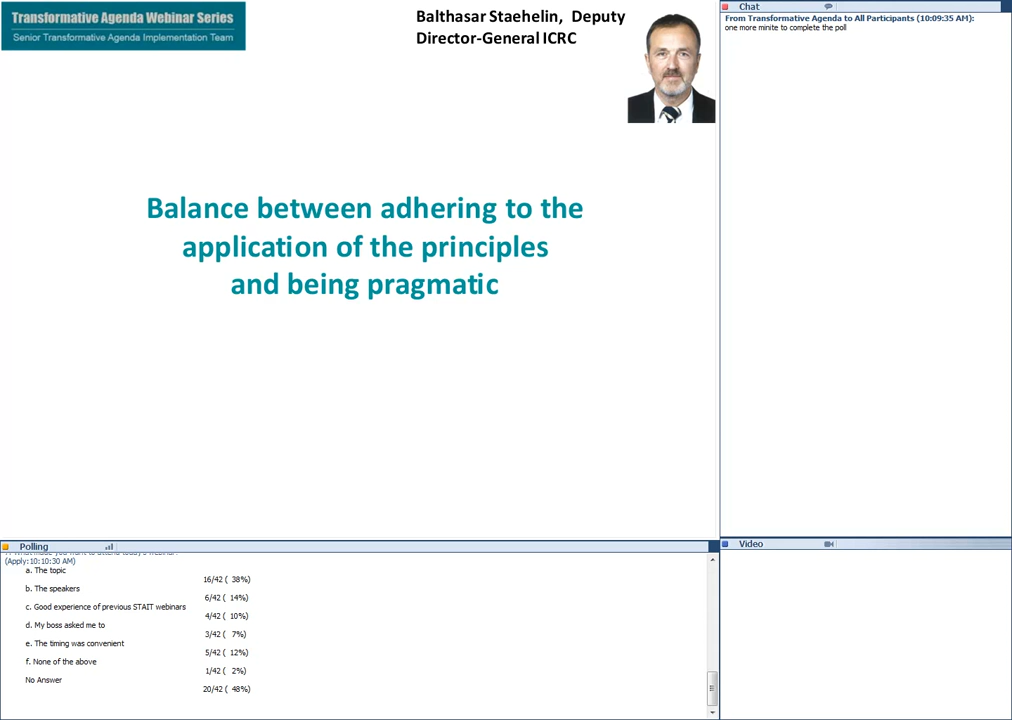 Transformative Agenda Webinar Series
Senior Transformative Agenda Implementation Team
Balthasar Staehelin, Deputy
Director-General ICRC
Balance between adhering to the
application of the principles
and being pragmatic
Chat
From Transformative Agenda to All Participants (10:09:35 AM):
one more minite to complete the poll
Polling
(Apply:10:10:30 AM)
a. The topic
16/42 ( 38%)
b. The speakers
6/42 ( 14%)
c. Good experience of previous STAIT webinars
4/42 ( 10%)
d. My boss asked me to
3/42 ( 7%)
e. The timing was convenient
5/42 ( 12%)
f. None of the above
1/42 ( 2%)
No Answer
20/42 ( 48%)
Video